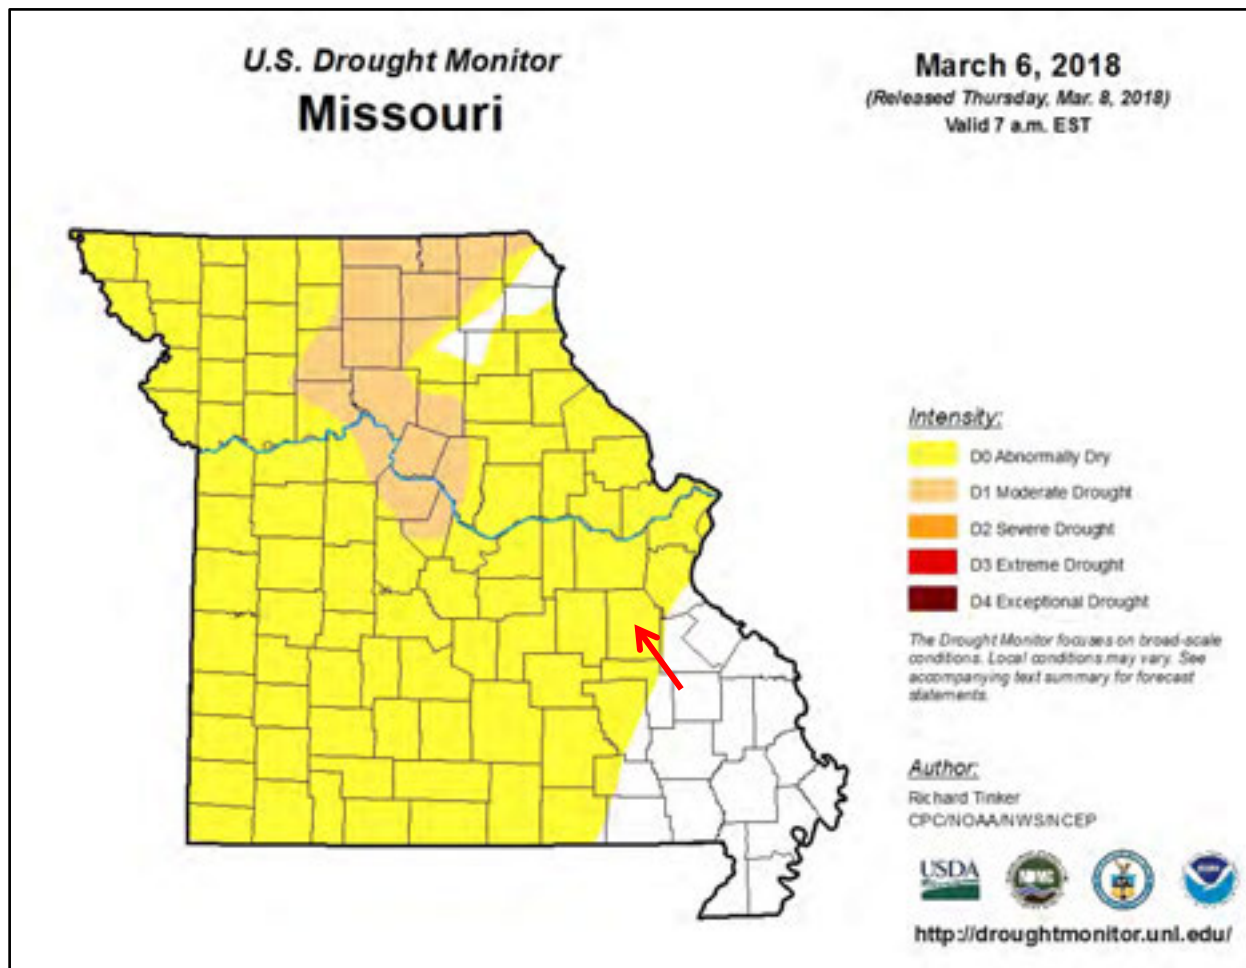 U.S. Drought Monitor
Missouri
March 6, 2018
(Released Thursday, Mar. 8, 2018)
Valid 7 a.m. EST
Intensity:
D0 Abnormally Dry
D1 Moderate Drought
D2 Severe Drought
D3 Extreme Drought
D4 Exceptional Drought
The Drought Monitor focuses on broad-scale
conditions. Local conditions may vary. See
accompanying text summary for forecast
statements.
Author:
Richard Tinker
CPC/NOAA/NWS/NCEP
USDA
http://droughtmonitor.unl.edu/